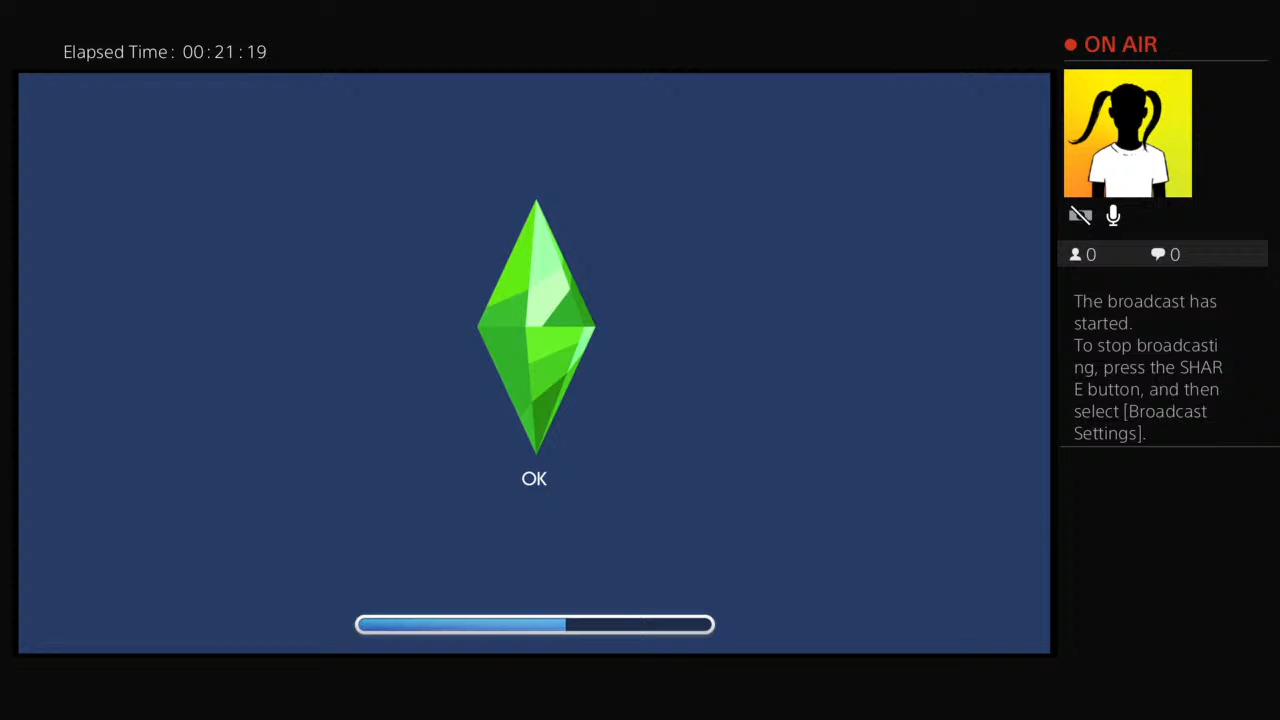 Elapsed Time: 00:21:19
ON AIR
0 0
The broadcast has
started.
To stop broadcasti
ng, press the SHAR
E button, and then
select [Broadcast
Settings].
OK